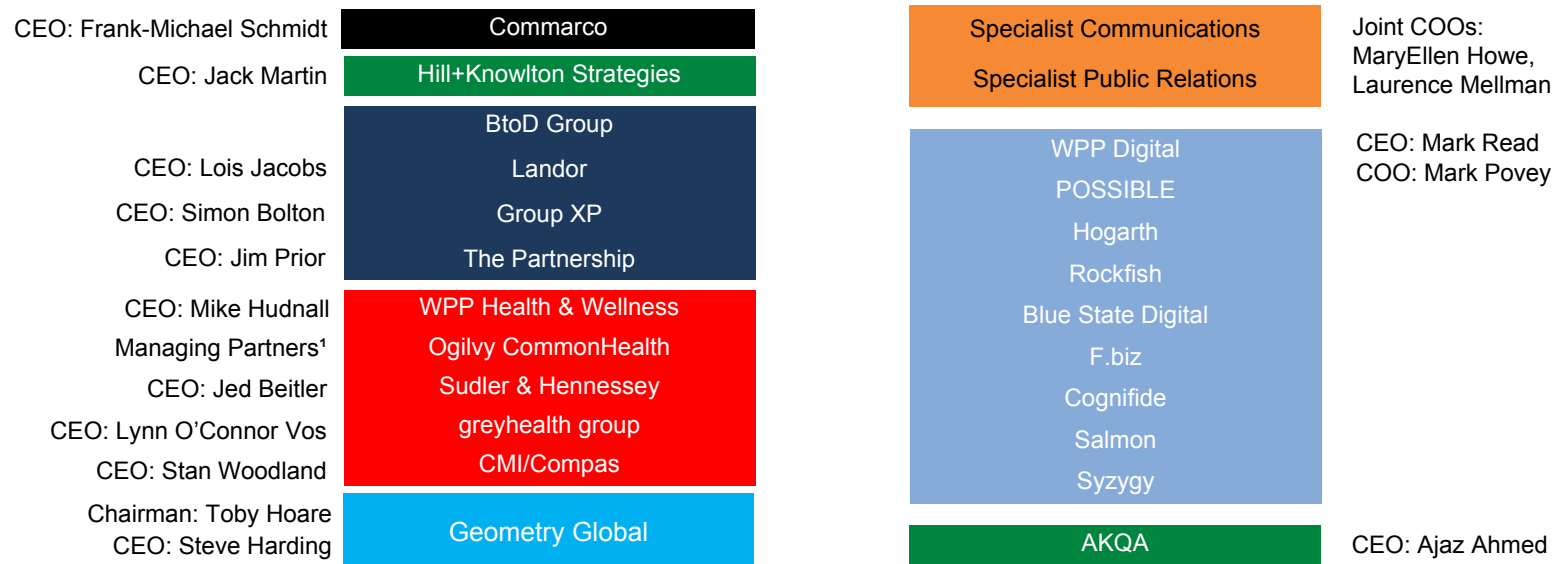 CEO: Frank-Michael Schmidt
Commarco
CEO: Jack Martin
Hill+Knowlton Strategies
BtoD Group
CEO: Lois Jacobs
Landor
CEO: Simon Bolton
Group XP
CEO: Jim Prior
The Partnership
CEO: Mike Hudnall
WPP Health & Wellness
Managing Partners¹
Ogilvy CommonHealth
CEO: Jed Beitler
Sudler & Hennessey
CEO: Lynn O’Connor Vos
greyhealth group
CEO: Stan Woodland
CMI/Compas
Chairman: Toby Hoare
CEO: Steve Harding
Geometry Global
Specialist Communications
Specialist Public Relations
Joint COOs:
MaryEllen Howe,
Laurence Mellman
WPP Digital
POSSIBLE
Hogarth
Rockfish
Blue State Digital
F.biz
Cognifide
Salmon
Syzygy
CEO: Mark Read
COO: Mark Povey
AKQA
CEO: Ajaz Ahmed